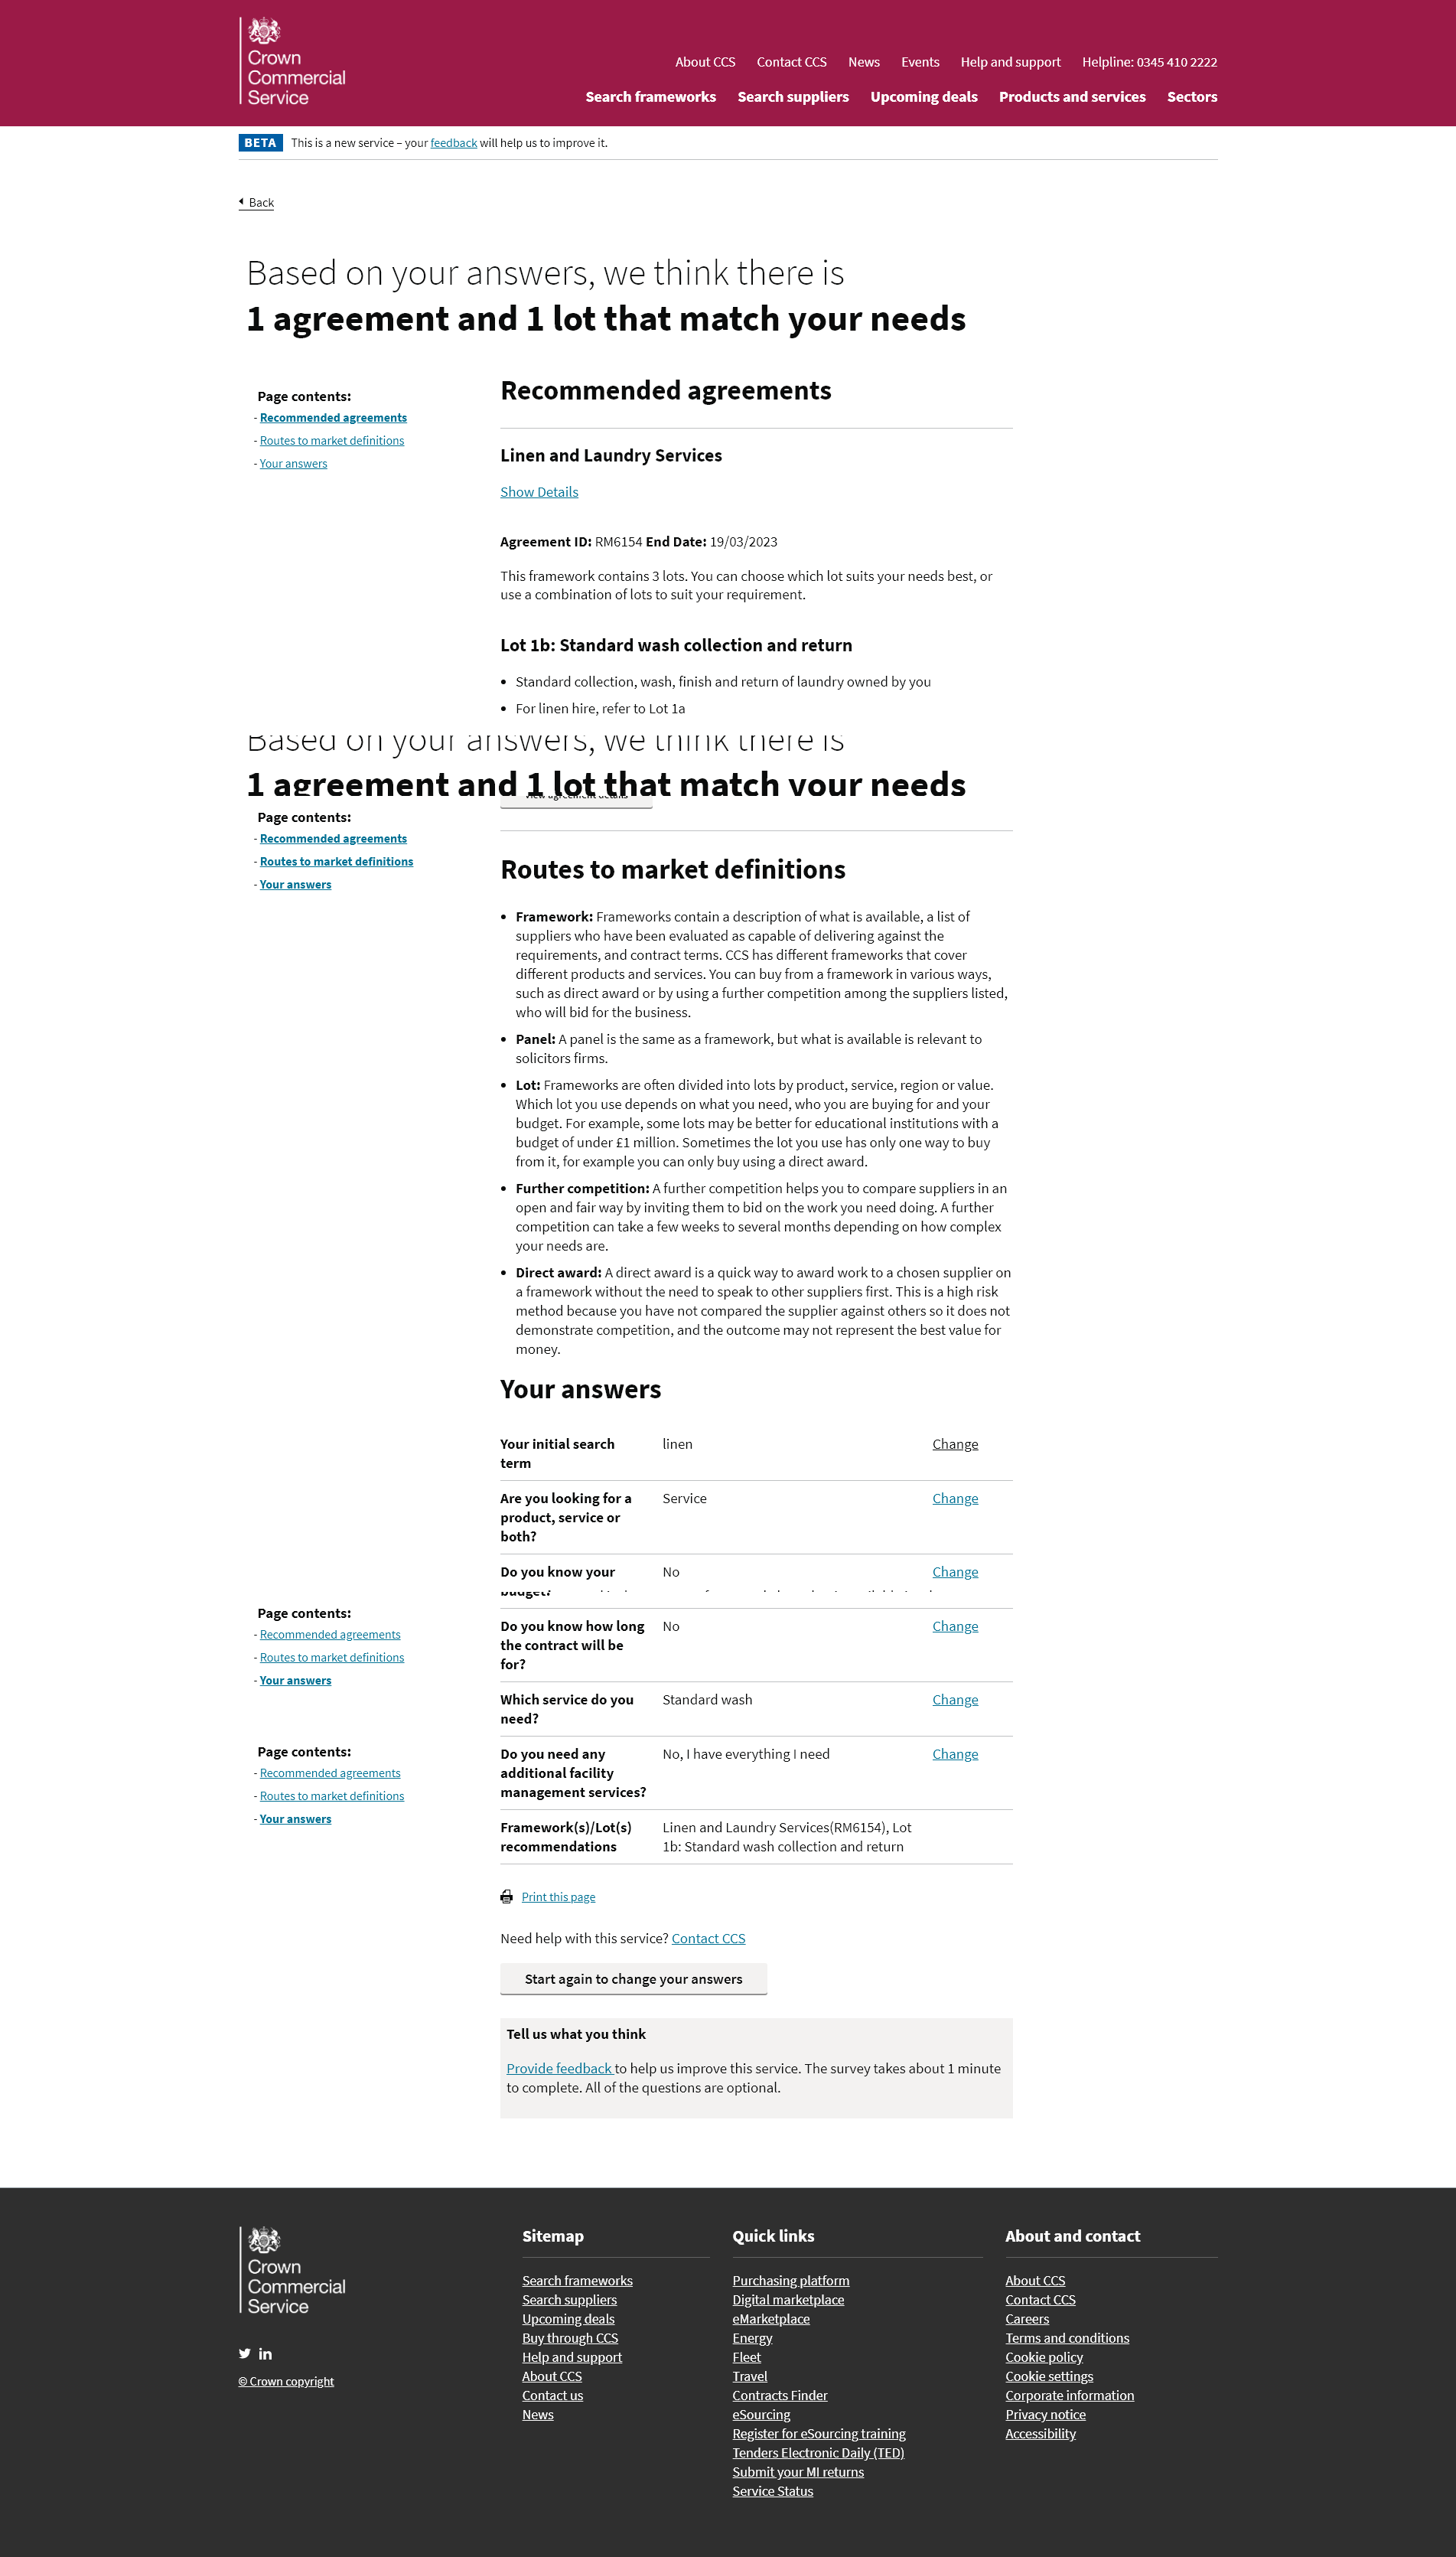 Crown
Commercial
Service
About CCS Contact CCS News Events Help and support Helpline: 0345 410 2222
Search frameworks Search suppliers Upcoming deals Products and services Sectors
BETA This is a new service – your feedback will help us to improve it.
Back
Based on your answers, we think there is
1 agreement and 1 lot that match your needs
Page contents:
- Recommended agreements
- Routes to market definitions
- Your answers
Recommended agreements
Linen and Laundry Services
Show Details
Agreement ID: RM6154 End Date: 19/03/2023
This framework contains 3 lots. You can choose which lot suits your needs best, or
use a combination of lots to suit your requirement.
Lot 1b: Standard wash collection and return
• Standard collection, wash, finish and return of laundry owned by you
• For linen hire, refer to Lot 1a
Based on your answers, we think there is
1 agreement and 1 lot that match your needs
View agreement details
Page contents:
- Recommended agreements
- Routes to market definitions
- Your answers
Routes to market definitions
• Framework: Frameworks contain a description of what is available, a list of
suppliers who have been evaluated as capable of delivering against the
requirements, and contract terms. CCS has different frameworks that cover
different products and services. You can buy from a framework in various ways,
such as direct award or by using a further competition among the suppliers listed,
who will bid for the business.
• Panel: A panel is the same as a framework, but what is available is relevant to
solicitors firms.
• Lot: Frameworks are often divided into lots by product, service, region or value.
Which lot you use depends on what you need, who you are buying for and your
budget. For example, some lots may be better for educational institutions with a
budget of under £1 million. Sometimes the lot you use has only one way to buy
from it, for example you can only buy using a direct award.
• Further competition: A further competition helps you to compare suppliers in an
open and fair way by inviting them to bid on the work you need doing. A further
competition can take a few weeks to several months depending on how complex
your needs are.
• Direct award: A direct award is a quick way to award work to a chosen supplier on
a framework without the need to speak to other suppliers first. This is a high risk
method because you have not compared the supplier against others so it does not
demonstrate competition, and the outcome may not represent the best value for
money.
Your answers
Your initial search linen Change
term
Are you looking for a Service Change
product, service or
both?
Do you know your No Change
budget?
Page contents:
- Recommended agreements
- Routes to market definitions
- Your answers
Do you know how long No Change
the contract will be
for?
Which service do you Standard wash Change
need?
Page contents:
- Recommended agreements
- Routes to market definitions
- Your answers
Do you need any No, I have everything I need Change
additional facility
management services?
Framework(s)/Lot(s) Linen and Laundry Services(RM6154), Lot
recommendations 1b: Standard wash collection and return
Print this page
Need help with this service? Contact CCS
Start again to change your answers
Tell us what you think
Provide feedback to help us improve this service. The survey takes about 1 minute
to complete. All of the questions are optional.
Crown
Commercial
Service
© Crown copyright
Sitemap
Search frameworks
Search suppliers
Upcoming deals
Buy through CCS
Help and support
About CCS
Contact us
News
Quick links
Purchasing platform
Digital marketplace
eMarketplace
Energy
Fleet
Travel
Contracts Finder
eSourcing
Register for eSourcing training
Tenders Electronic Daily (TED)
Submit your MI returns
Service Status
About and contact
About CCS
Contact CCS
Careers
Terms and conditions
Cookie policy
Cookie settings
Corporate information
Privacy notice
Accessibility